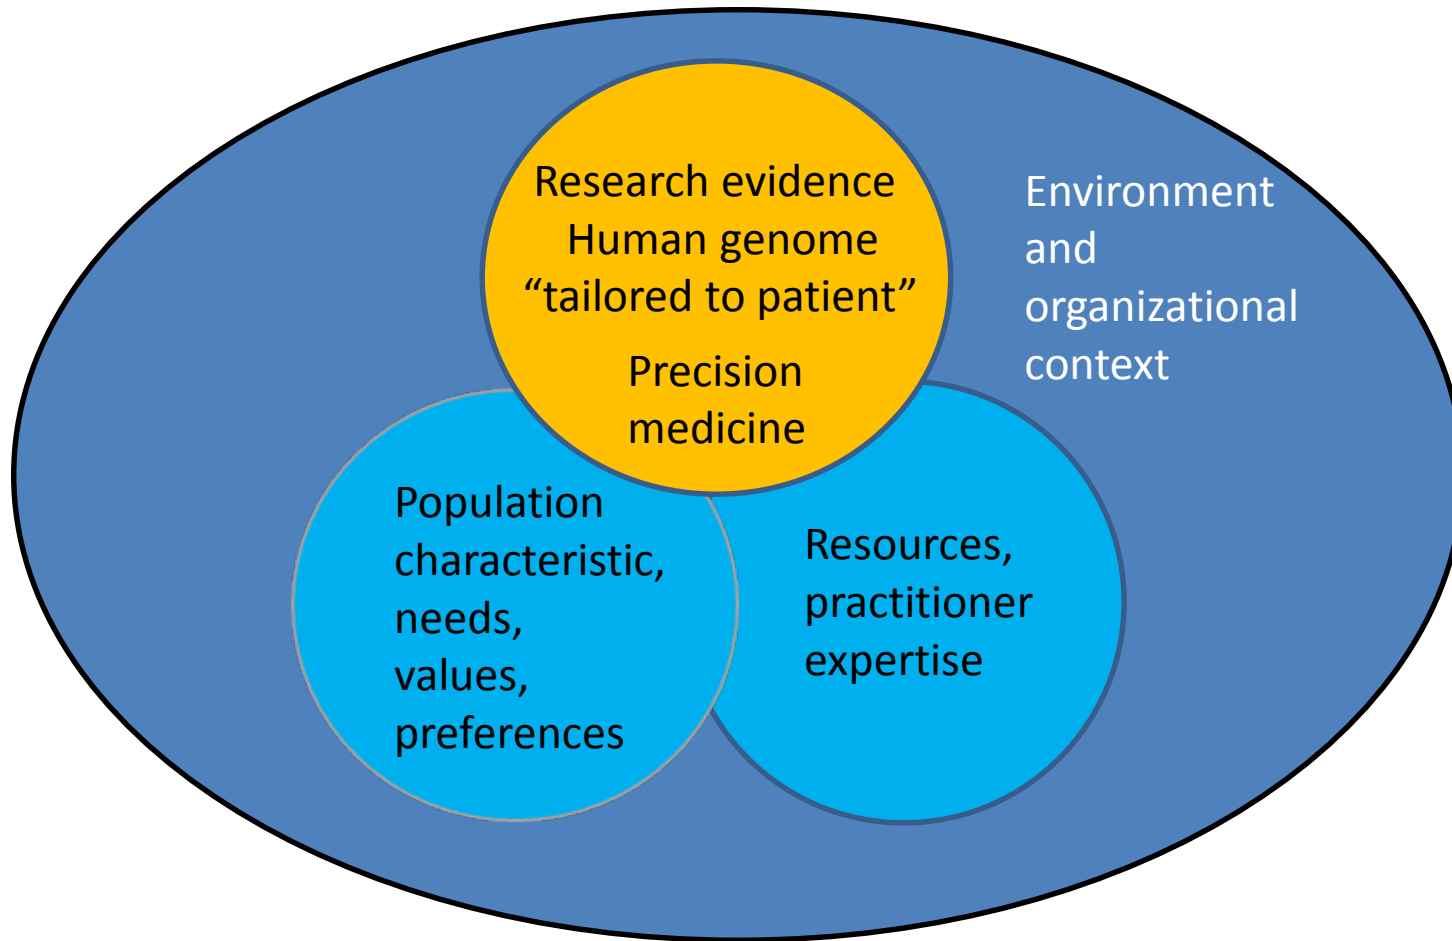 Research evidence
Human genome
“tailored to patient”
Precision
medicine
Environment
and
organizational
context
Population
characteristic,
needs,
values,
preferences
Resources,
practitioner
expertise